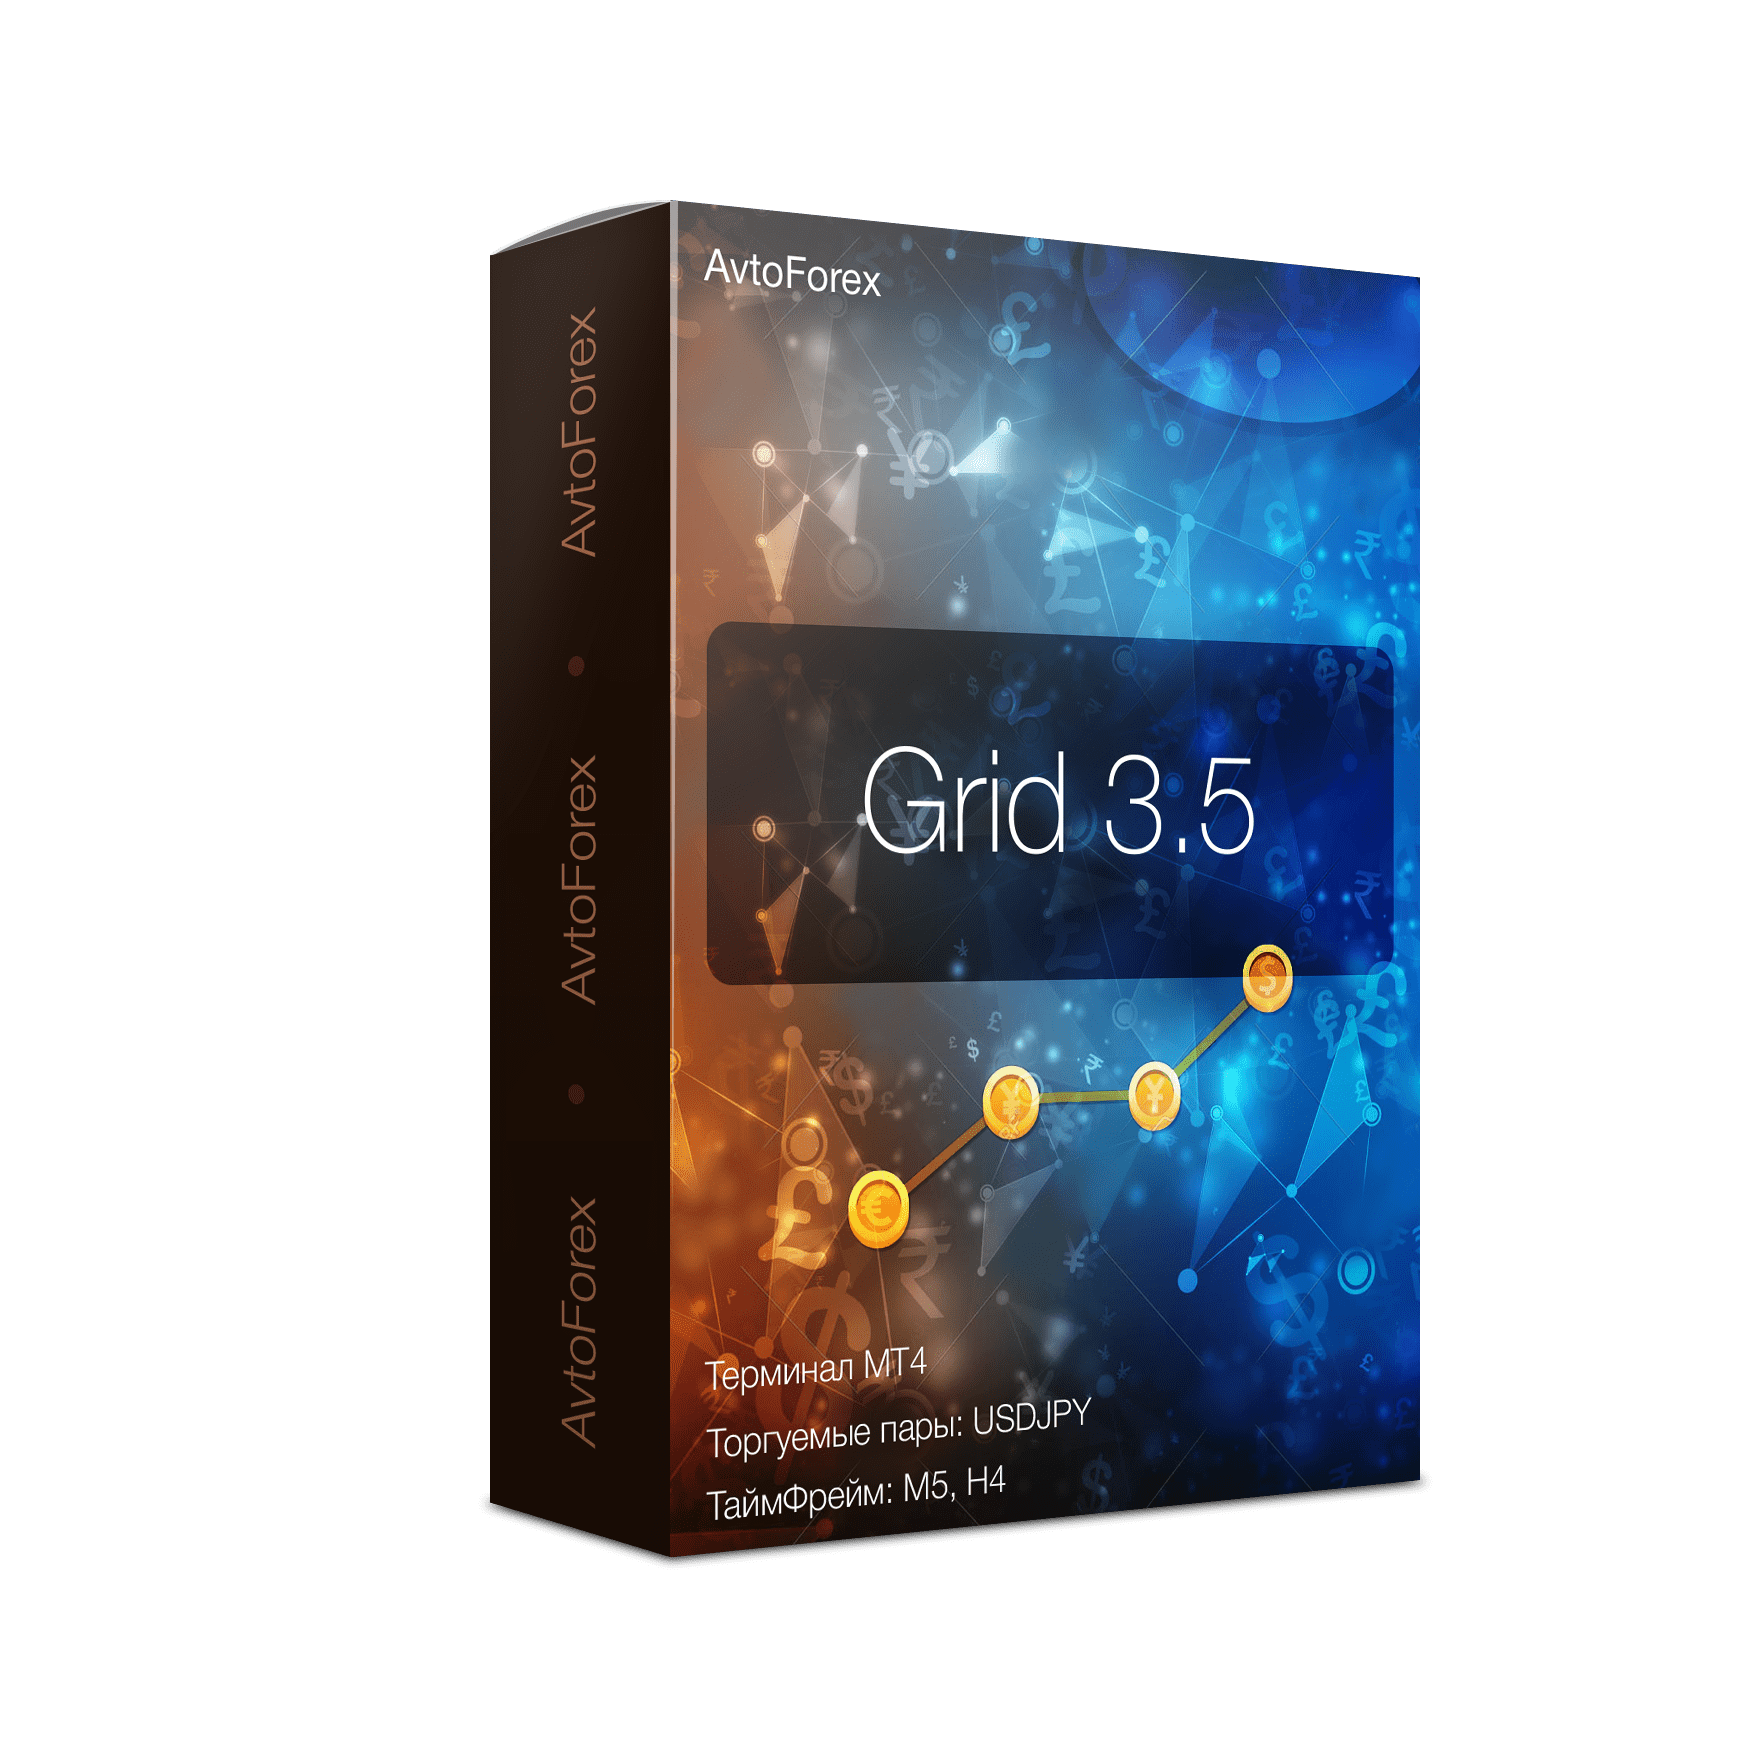 AvtoForex
Grid 3.5
Терминал МТ4
Торгуемые пары: USDJPY
ТаймФрейм: M5, H4
AvtoForex
AvtoForex
AvtoForex